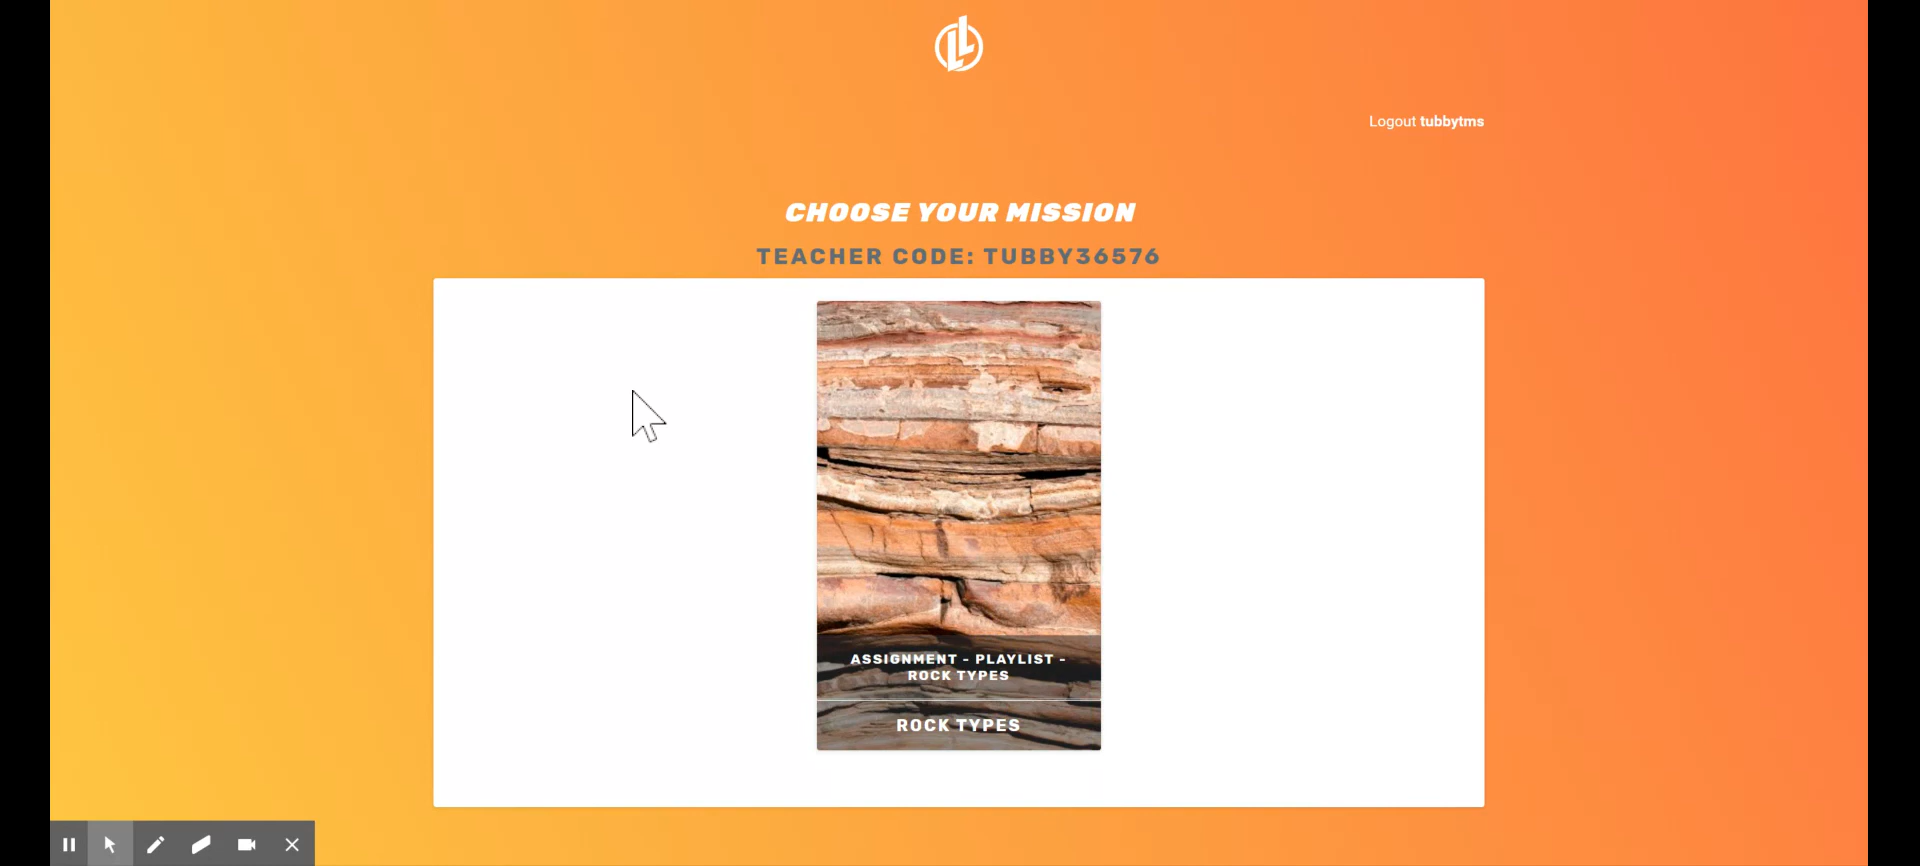 Logout tubbytms
CHOOSE YOUR MISSION
TEACHER CODE: TUBBY36576
ASSIGNMENT - PLAYLIST -
ROCK TYPES
ROCK TYPES